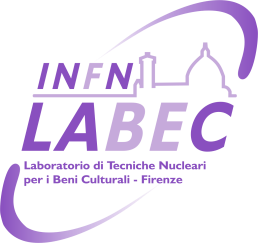 INFN
LABEC
Laboratorio di Tecniche Nucleari
per i Beni Culturali - Firenze